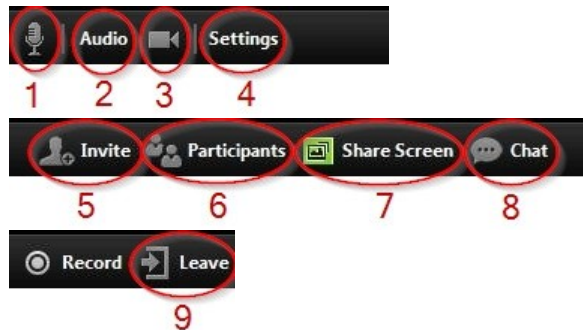 Audio Settings
1 2 3 4
Invite Participants Share Screen Chat
5 6 7 8
Record Leave
9